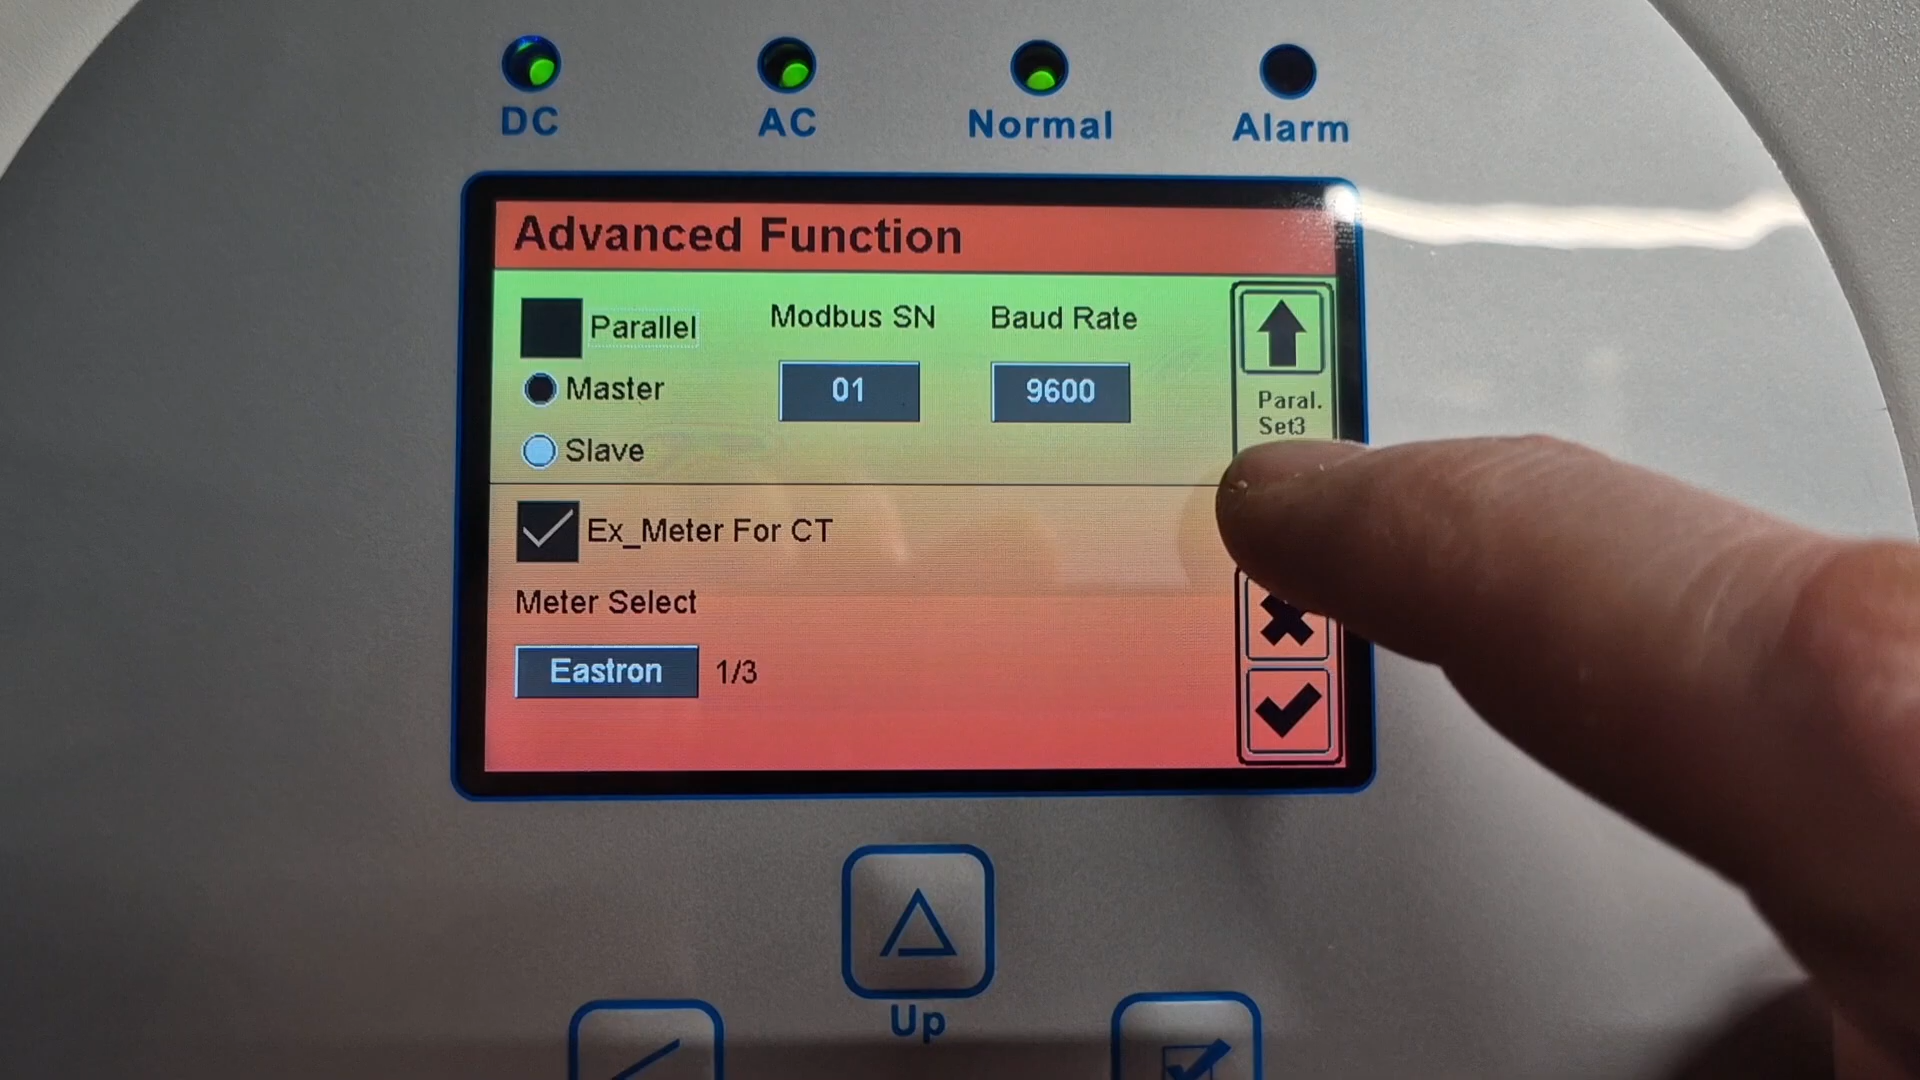 DC
AC
Normal
Alarm
Advanced Function
Parallel
Modbus SN
Baud Rate
Master
01
9600
Paral.
Set3
Slave
Ex_Meter For CT
Meter Select
Eastron
1/3
Up